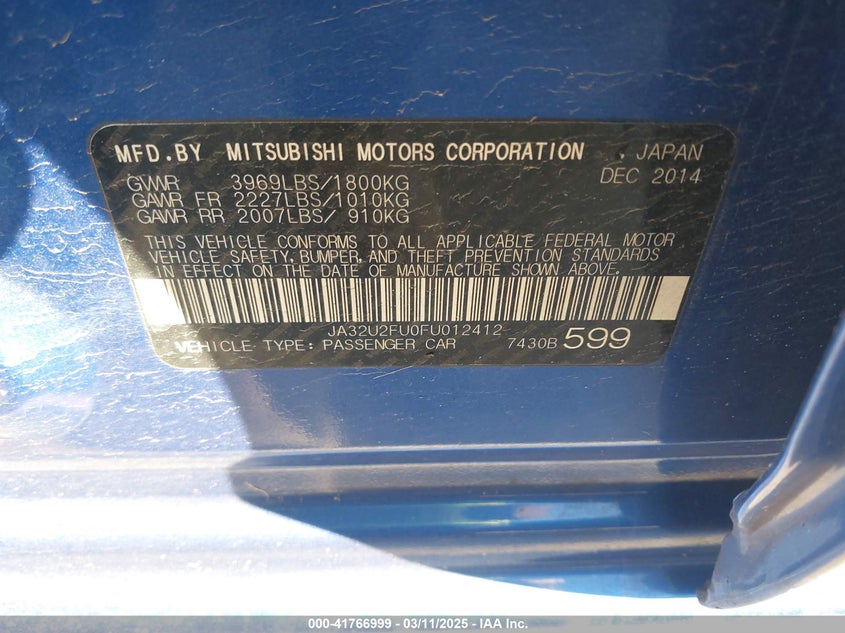 MFD.BY MITSUBISHI MOTORS CORPORATION , JAPAN
GWWR 3969LBS/1800KG DEC 2014
GAWR FR 2227LBS/1010KG
GAWR RR 2007LBS/ 910KG
THIS VEHICLE CONFORMS TO ALL APPLICABLE FEDERAL MOTOR
VEHICLE SAFETY, BUMPER, AND THEFT PREVENTION STANDARDS
IN EFFECT ON THE DATE OF MANUFACTURE SHOWN ABOVE.
JA32U2FU0FU012412
VEHICLE TYPE: PASSENGER CAR 7430B 599
000-41766999 — 03/11/2025 — IAA Inc.